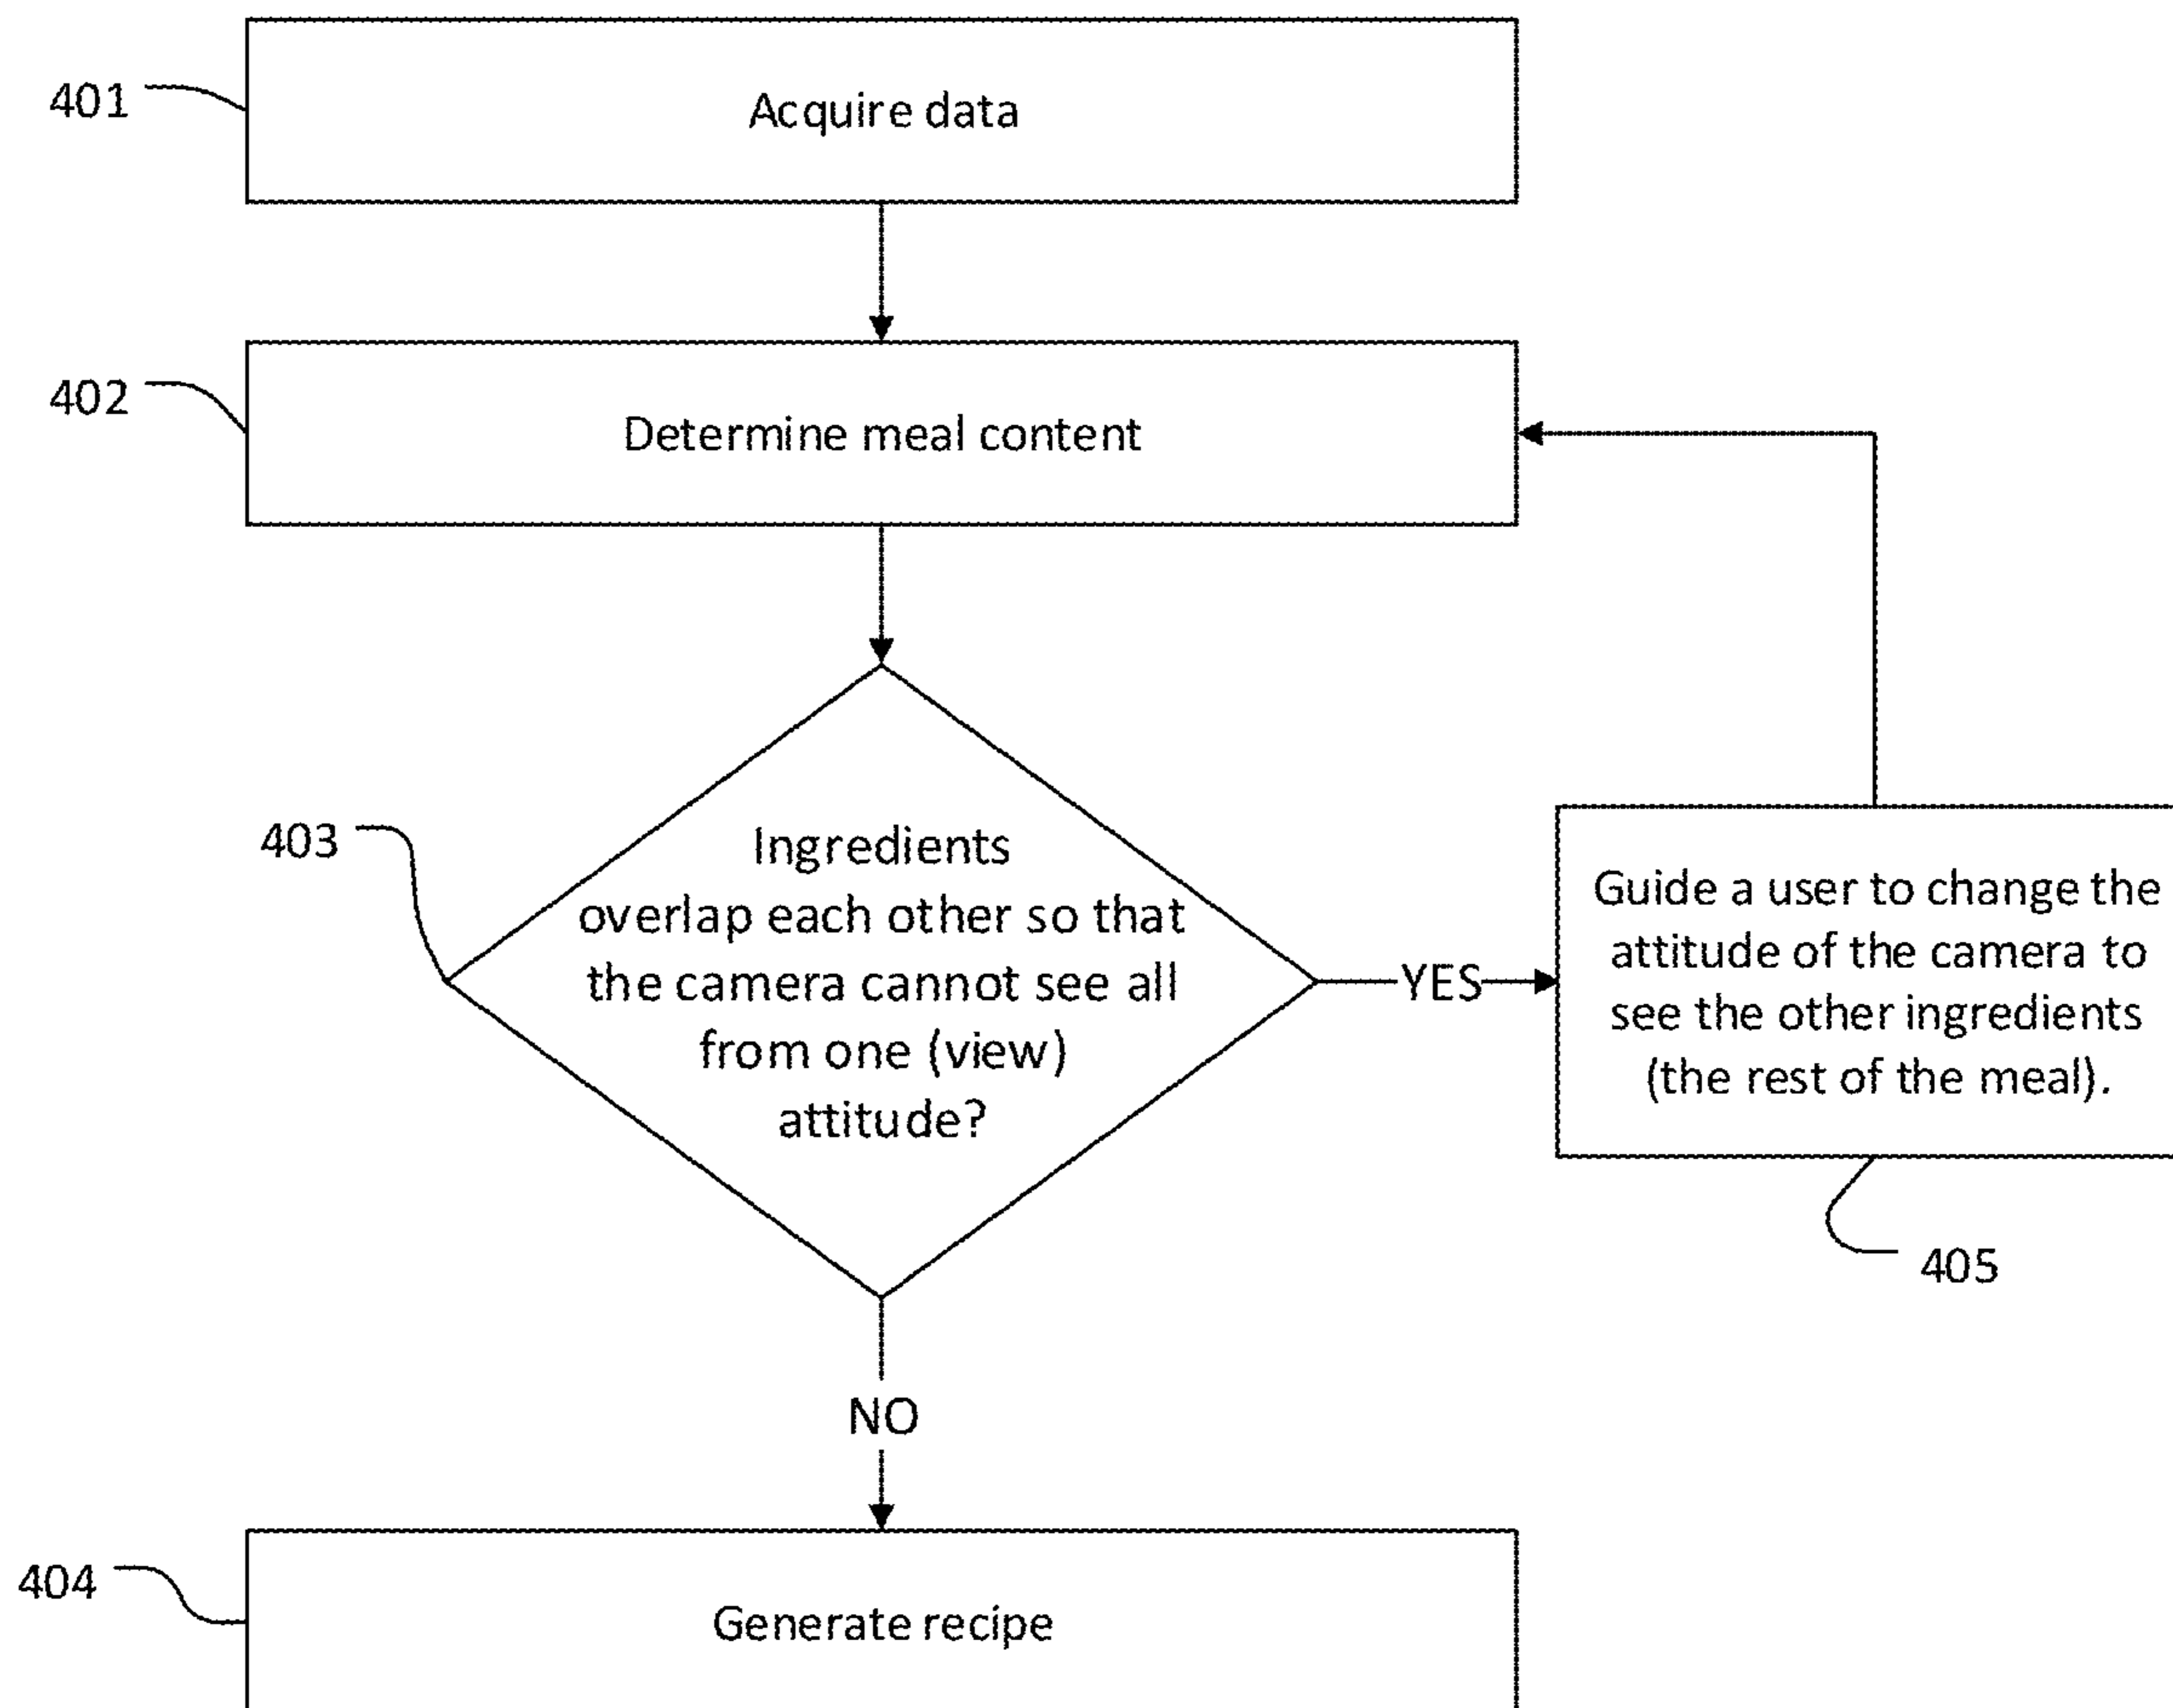 401
Acquire data
402
Determine meal content
403
Ingredients
overlap each other so that
the camera cannot see all
from one (view)
attitude?
YES
Guide a user to change the
attitude of the camera to
see the other ingredients
(the rest of the meal).
405
NO
404
Generate recipe